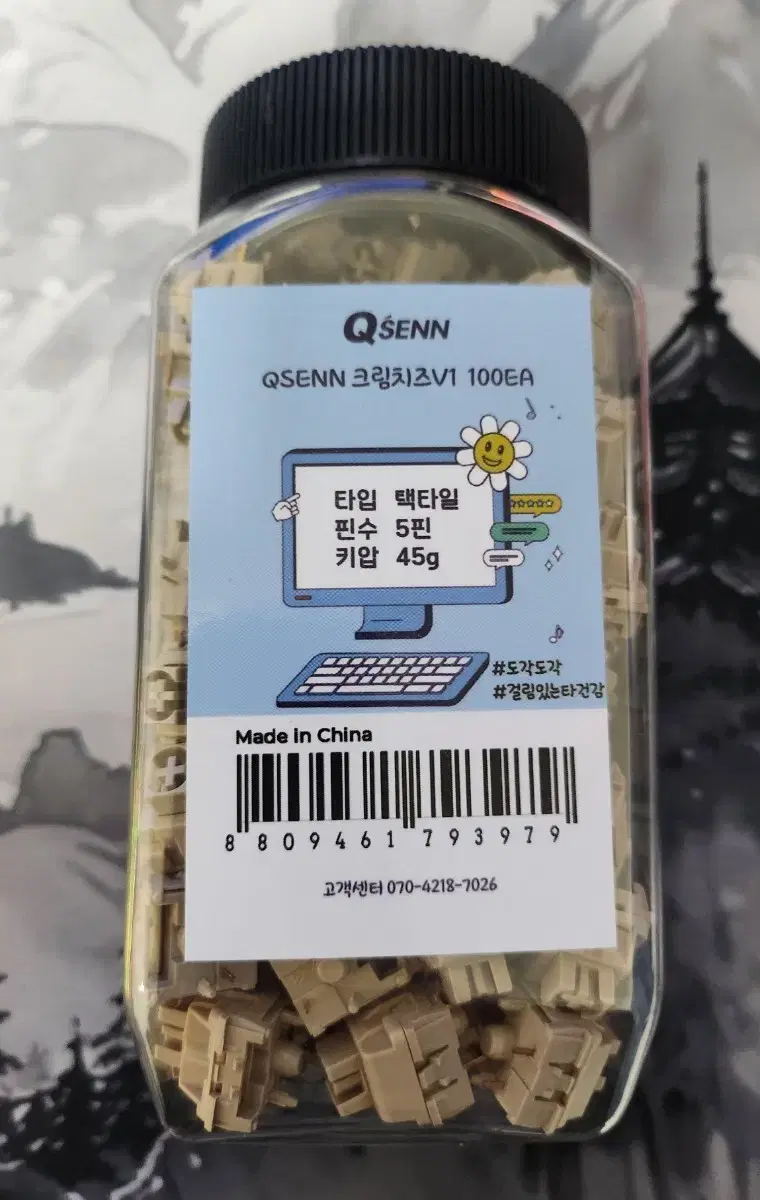 QSENN
QSENN 크림치즈V1 100EA
타입 택타일
핀수 5핀
키압 45g
#도각도각
#걸림있는타건감
Made in China
8 809461 793979
고객센터 070-4218-7026